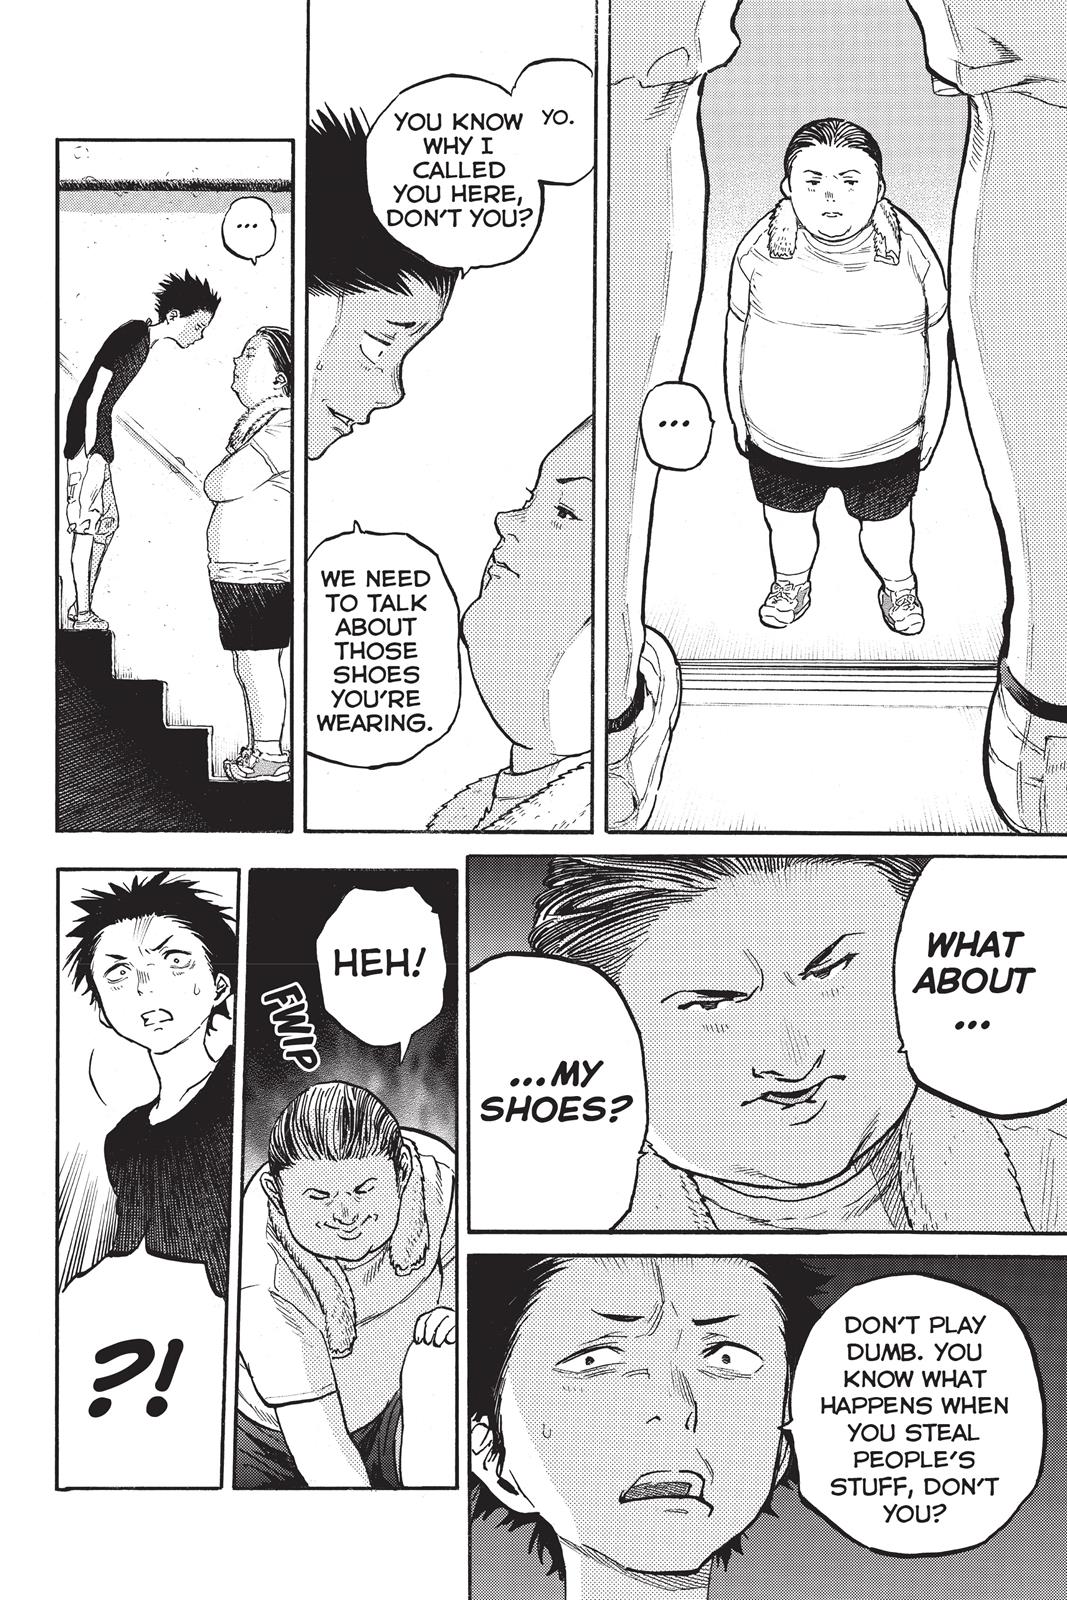 ...
YO.
YOU KNOW
WHY I
CALLED
YOU HERE,
DON'T YOU?
WE NEED
TO TALK
ABOUT
THOSE
SHOES
YOU'RE
WEARING.
...
WHAT
ABOUT
...
...MY
SHOES?
DON'T PLAY
DUMB. YOU
KNOW WHAT
HAPPENS WHEN
YOU STEAL
PEOPLE'S
STUFF, DON'T
YOU?
HEH!
FWIP
?!